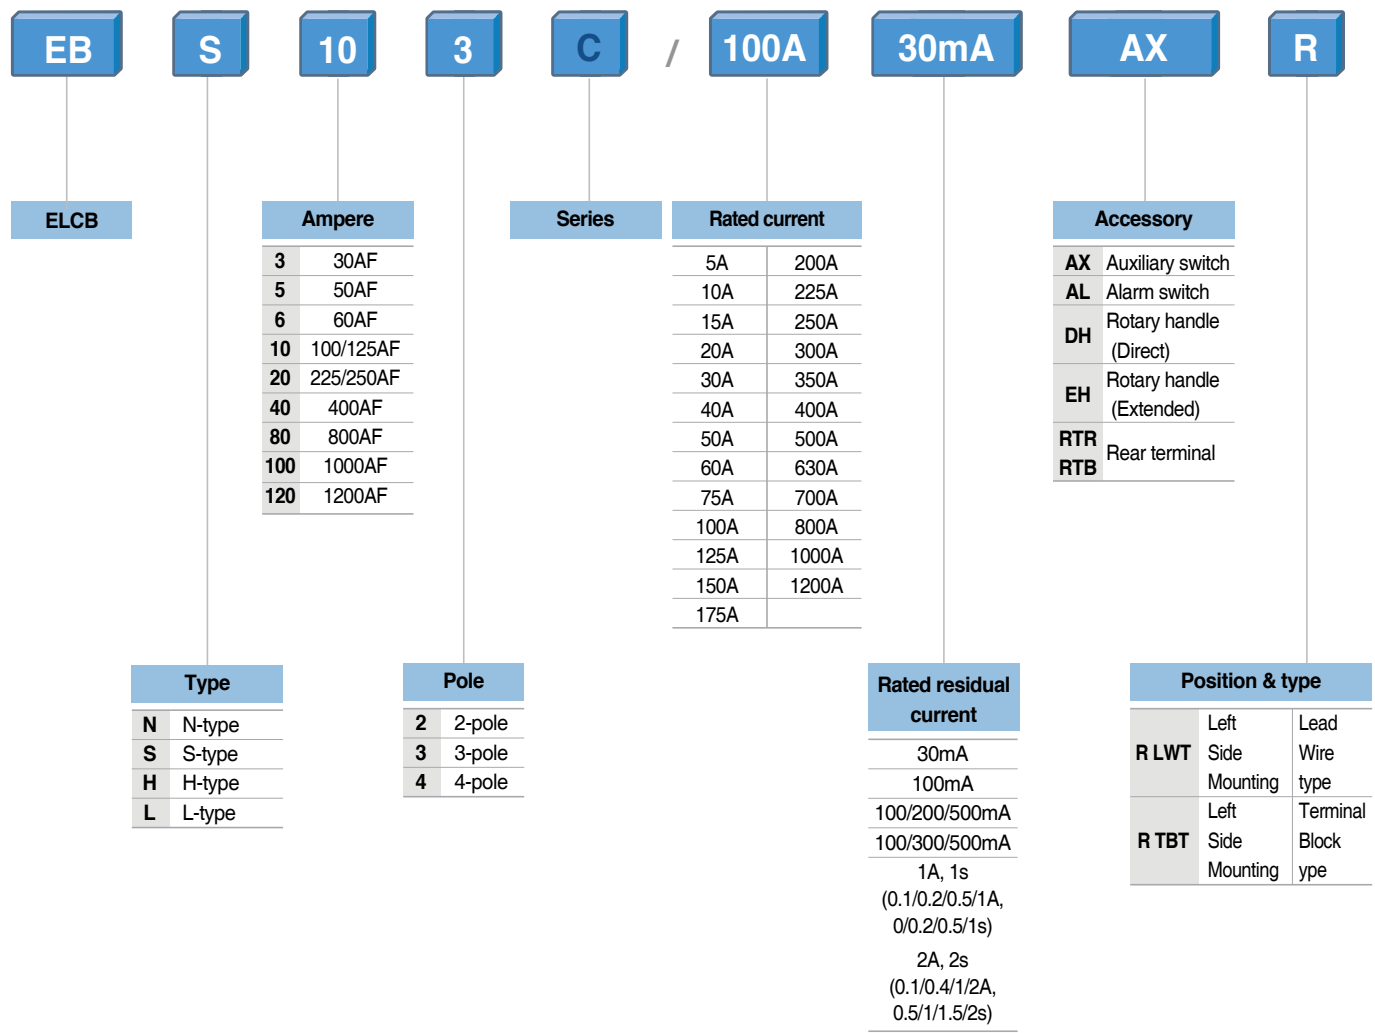 EB S 10 3 C / 100A 30mA AX R
ELCB
Ampere
3 30AF
5 50AF
6 60AF
10 100/125AF
20 225/250AF
40 400AF
80 800AF
100 1000AF
120 1200AF
Series
Rated current
5A 200A
10A 225A
15A 250A
20A 300A
30A 350A
40A 400A
50A 500A
60A 630A
75A 700A
100A 800A
125A 1000A
150A 1200A
175A
Accessory
AX Auxiliary switch
AL Alarm switch
DH Rotary handle
(Direct)
EH Rotary handle
(Extended)
RTR
RTB Rear terminal
Type
N N-type
S S-type
H H-type
L L-type
Pole
2 2-pole
3 3-pole
4 4-pole
Rated residual
current
30mA
100mA
100/200/500mA
100/300/500mA
1A, 1s
(0.1/0.2/0.5/1A,
0/0.2/0.5/1s)
2A, 2s
(0.1/0.4/1/2A,
0.5/1/1.5/2s)
Position & type
Left Lead
R LWT Side Wire
Mounting type
Left Terminal
R TBT Side Block
Mounting ype